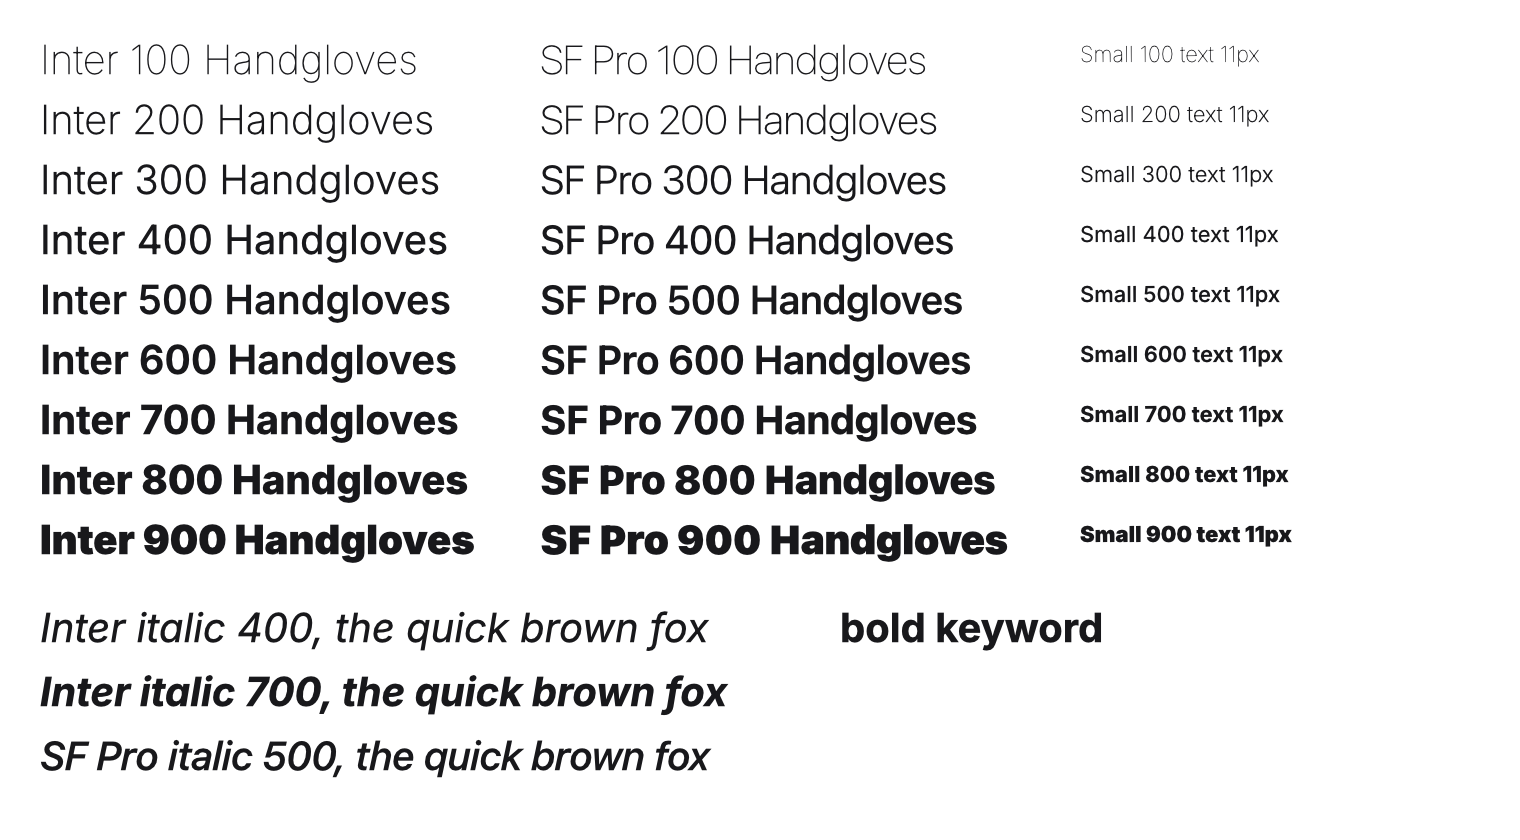 Inter 100 Handgloves SF Pro 100 Handgloves Small 100 text 11px
Inter 200 Handgloves SF Pro 200 Handgloves Small 200 text 11px
Inter 300 Handgloves SF Pro 300 Handgloves Small 300 text 11px
Inter 400 Handgloves SF Pro 400 Handgloves Small 400 text 11px
Inter 500 Handgloves SF Pro 500 Handgloves Small 500 text 11px
Inter 600 Handgloves SF Pro 600 Handgloves Small 600 text 11px
Inter 700 Handgloves SF Pro 700 Handgloves Small 700 text 11px
Inter 800 Handgloves SF Pro 800 Handgloves Small 800 text 11px
Inter 900 Handgloves SF Pro 900 Handgloves Small 900 text 11px
Inter italic 400, the quick brown fox bold keyword
Inter italic 700, the quick brown fox
SF Pro italic 500, the quick brown fox